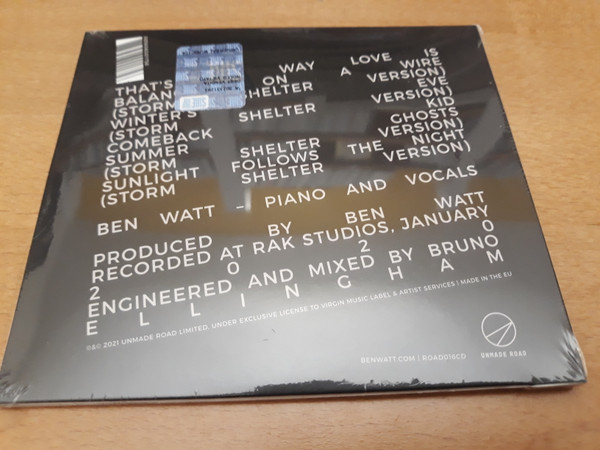 THAT'S WAY LOVE IS
BALAN ON A WIRE
(STORM SHELTER VERSION)
WINTER'S EVE
(STORM SHELTER VERSION)
COMEBACK KID
SUMMER GHOSTS
(STORM SHELTER VERSION)
SUNLIGHT FOLLOWS THE NIGHT
(STORM SHELTER VERSION)
BEN WATT – PIANO AND VOCALS
PRODUCED BY BEN WATT
RECORDED AT RAK STUDIOS, JANUARY
2 0 2 0
ENGINEERED AND MIXED BY BRUNO
E L L I N G H A M
℗&© 2021 UNMADE ROAD LIMITED, UNDER EXCLUSIVE LICENSE TO VIRGIN MUSIC LABEL & ARTIST SERVICES | MADE IN THE EU
BENWATT.COM | ROAD016CD
UNMADE ROAD